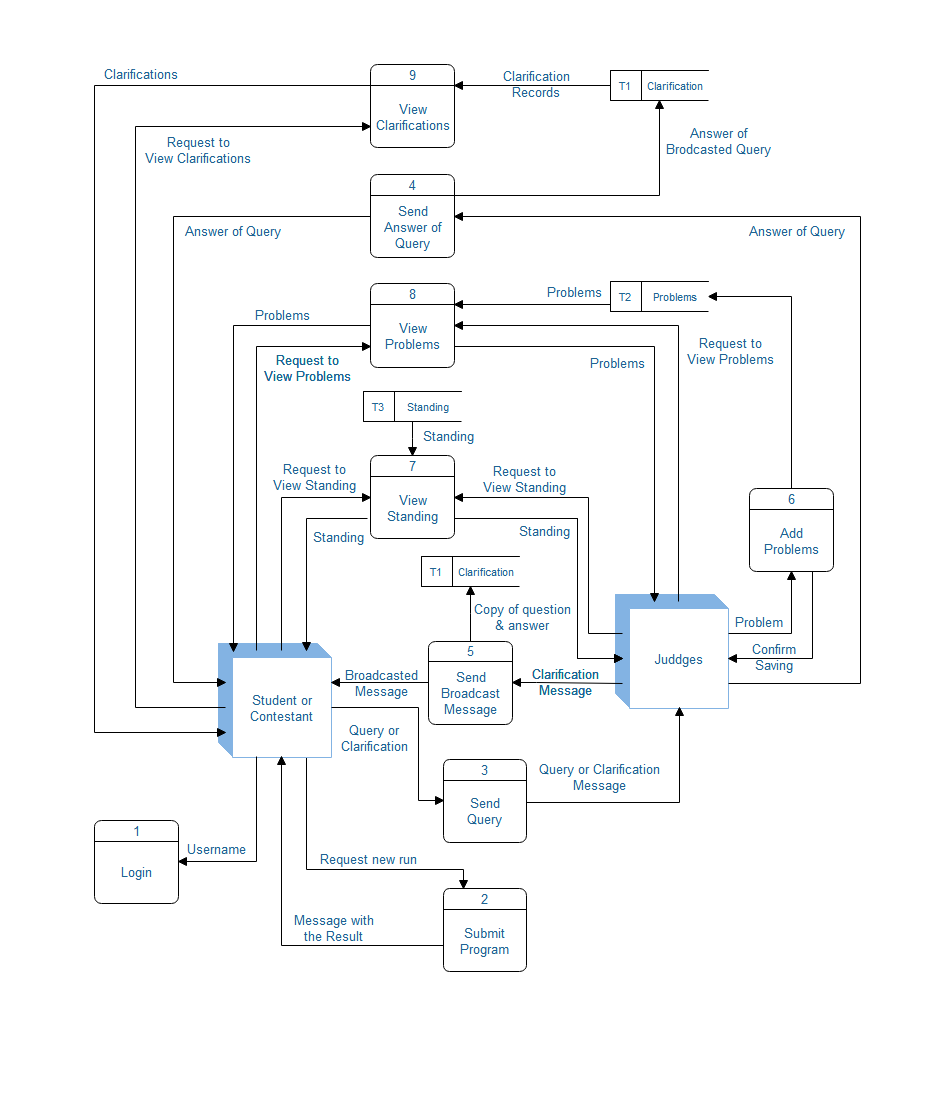 Clarifications
9
View
Clarifications
Clarification
Records
T1
Clarification
Request to
View Clarifications
Answer of
Brodcasted Query
4
Send
Answer of
Query
Answer of Query
Answer of Query
8
View
Problems
Problems
T2
Problems
Problems
Request to
View Problems
Request to
View Problems
Problems
T3
Standing
Standing
7
View
Standing
Request to
View Standing
Request to
View Standing
Standing
Standing
6
Add
Problems
T1
Clarification
Copy of question
& answer
5
Send
Broadcast
Message
Broadcasted
Message
Clarification
Message
Juddges
Problem
Confirm
Saving
Student or
Contestant
Query or
Clarification
3
Send
Query
Query or Clarification
Message
1
Login
Username
Request new run
2
Submit
Program
Message with
the Result